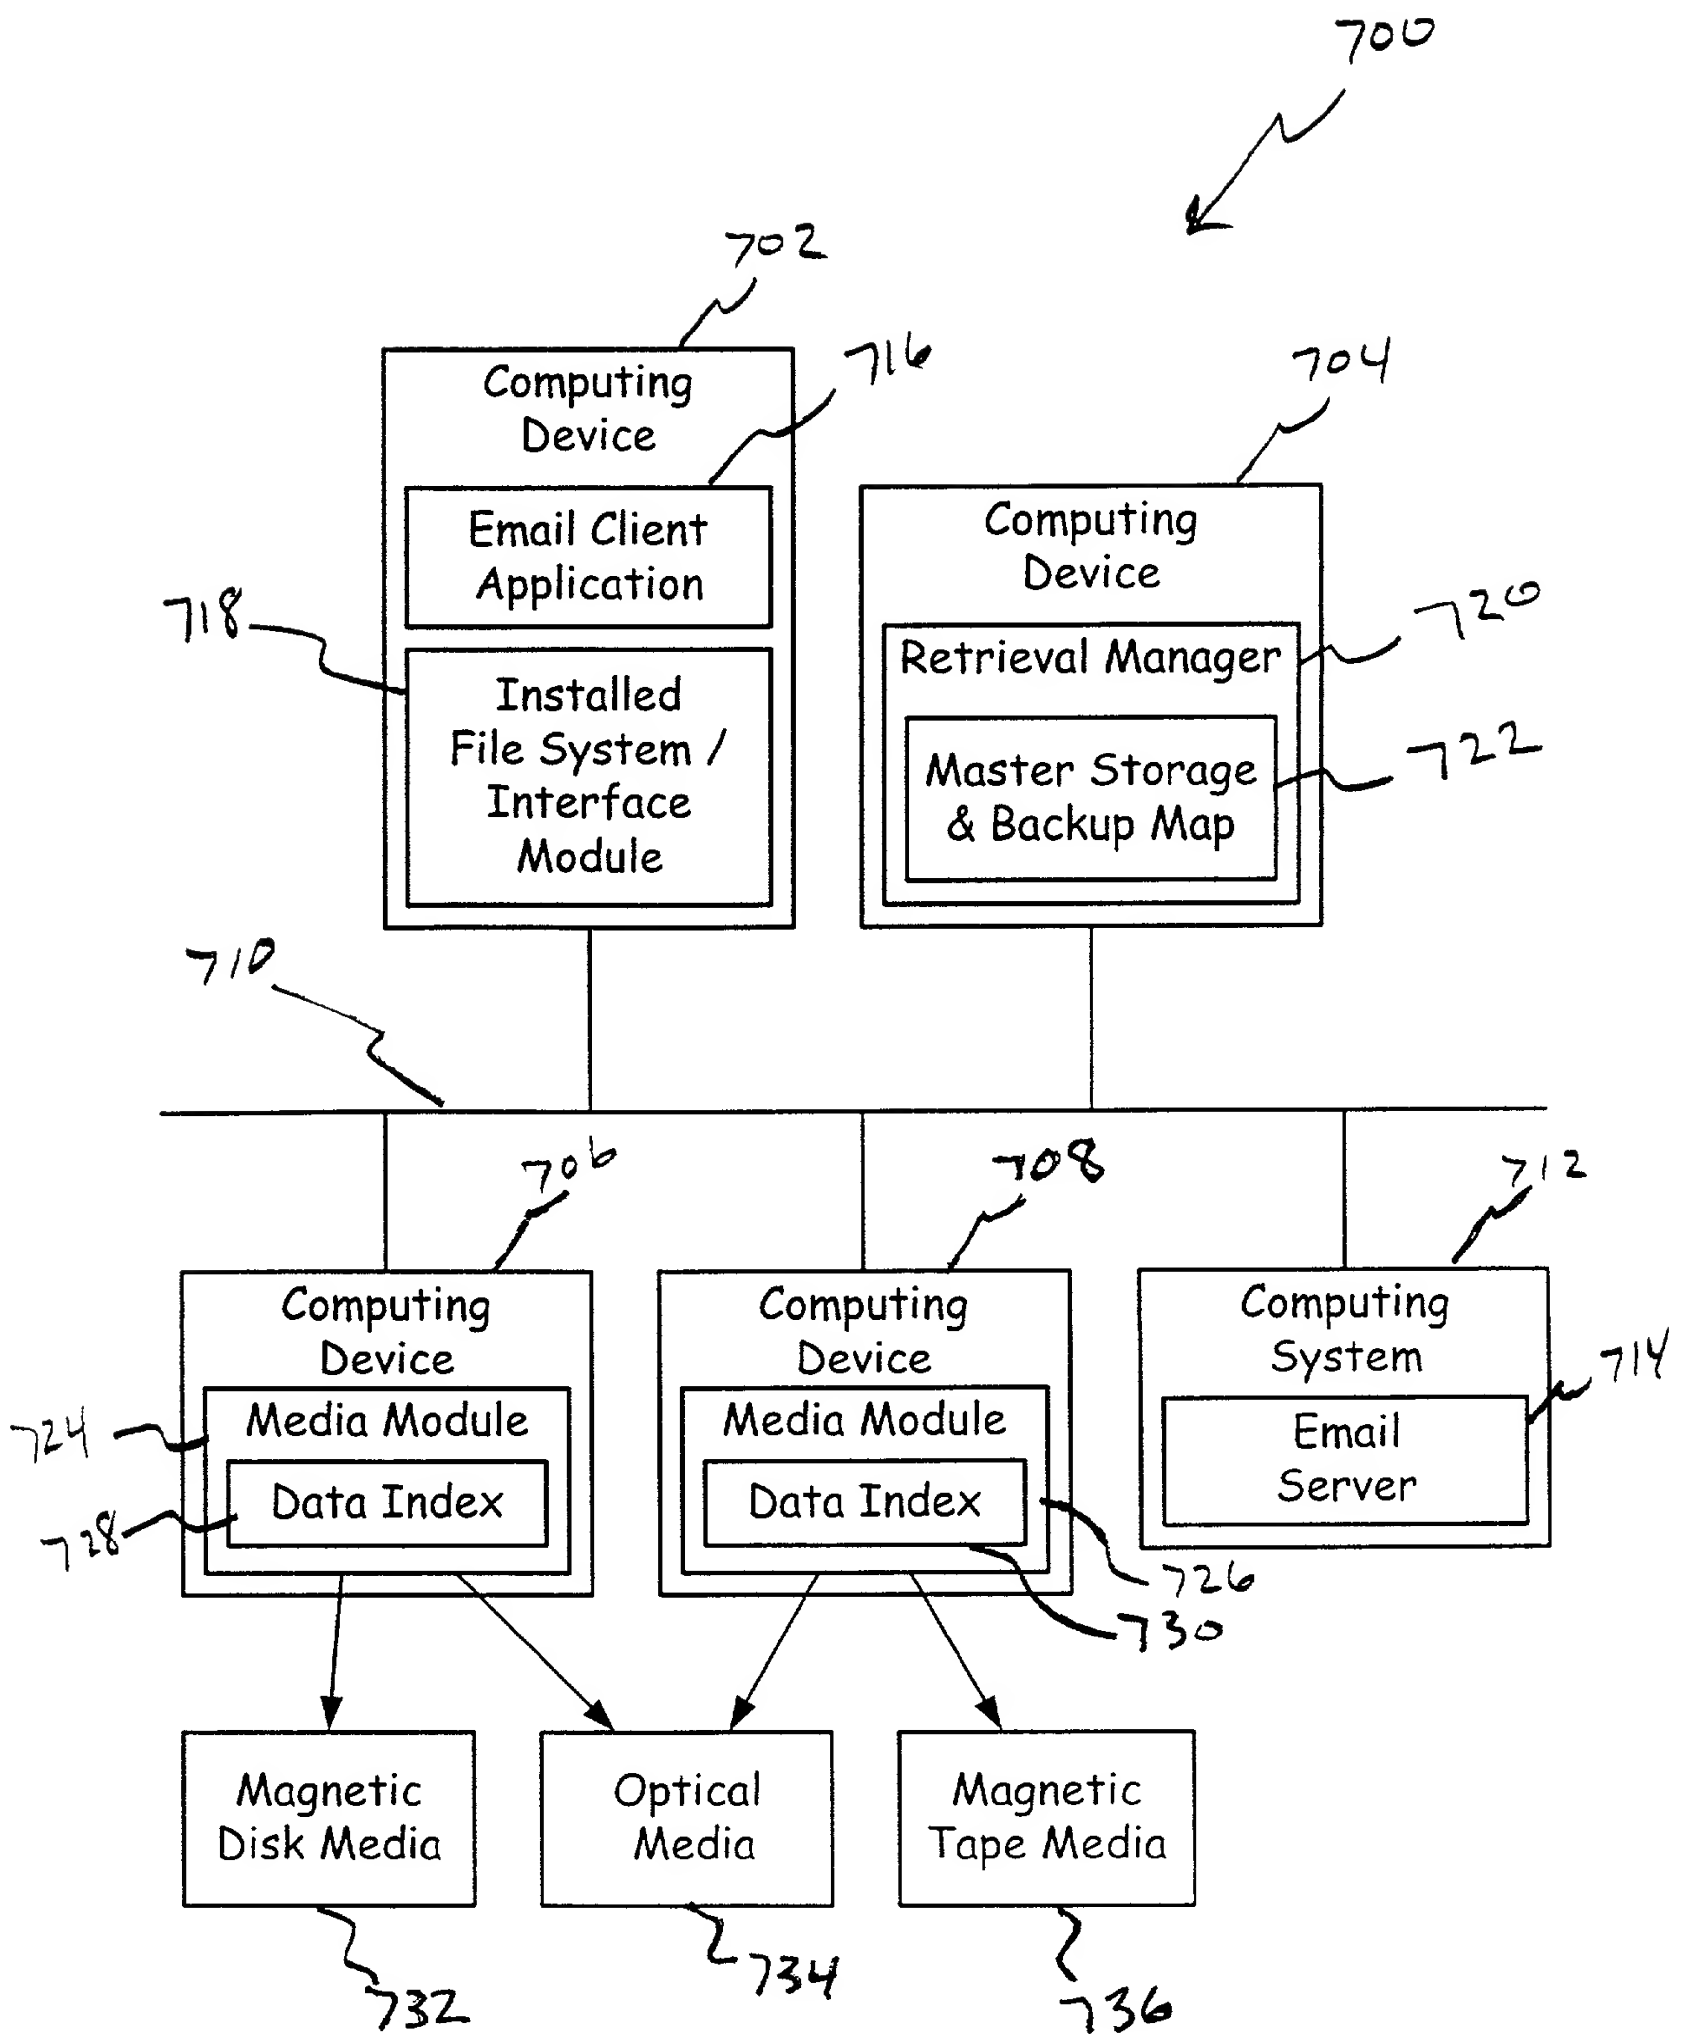 700
702
Computing
Device
716
Email Client
Application
718
Installed
File System /
Interface
Module
704
Computing
Device
720
Retrieval Manager
722
Master Storage
& Backup Map
710
706
Computing
Device
724
Media Module
728
Data Index
708
Computing
Device
Media Module
Data Index
726
730
712
Computing
System
714
Email
Server
Magnetic
Disk Media
732
Optical
Media
734
Magnetic
Tape Media
736